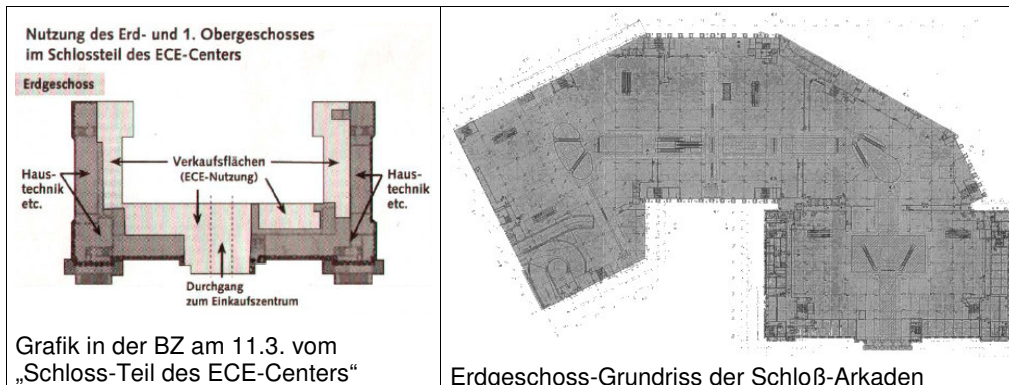 Nutzung des Erd- und 1. Obergeschosses
im Schlossteil des ECE-Centers
Erdgeschoss
Verkaufsflächen
(ECE-Nutzung)
Haus-
technik
etc.
Haus-
technik
etc.
Durchgang
zum Einkaufszentrum
Grafik in der BZ am 11.3. vom
„Schloss-Teil des ECE-Centers“
Erdgeschoss-Grundriss der Schloß-Arkaden